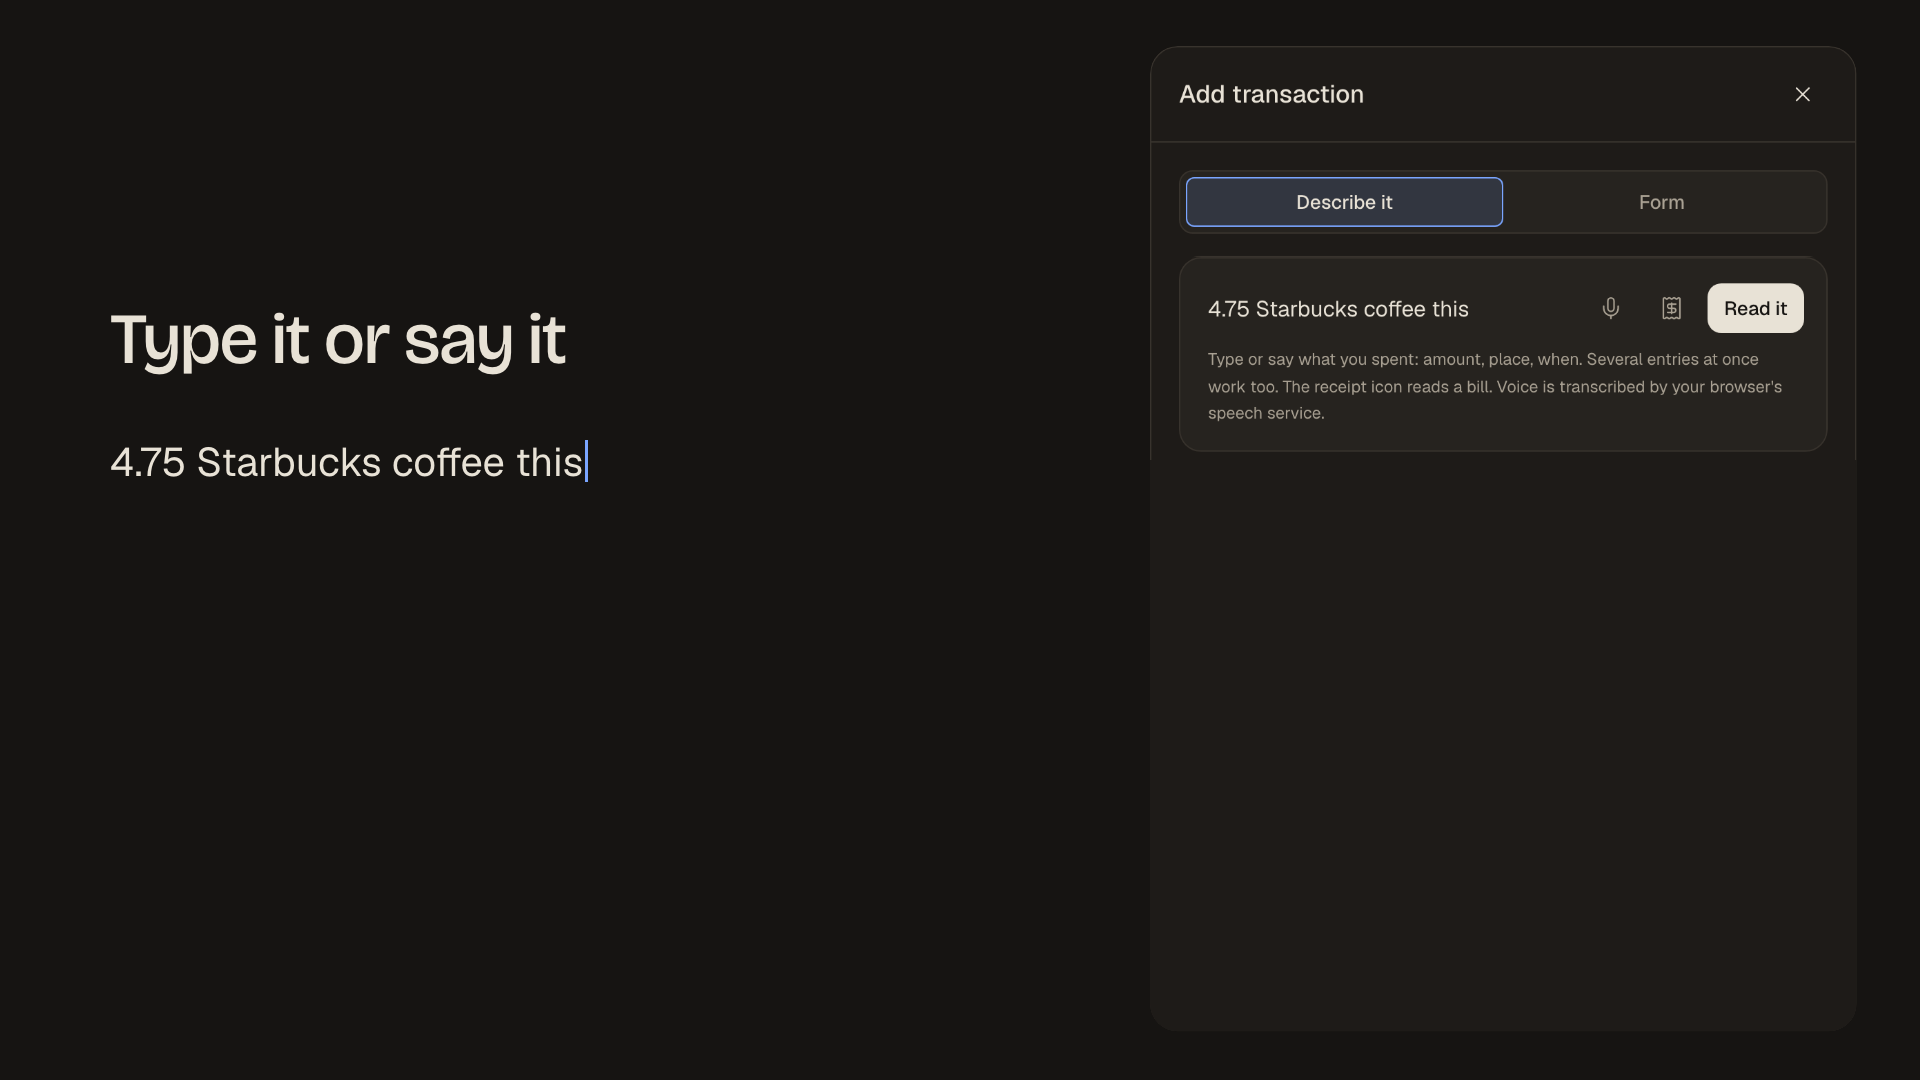 Type it or say it
4.75 Starbucks coffee this
Add transaction
Describe it
Form
4.75 Starbucks coffee this
Read it
Type or say what you spent: amount, place, when. Several entries at once
work too. The receipt icon reads a bill. Voice is transcribed by your browser's
speech service.